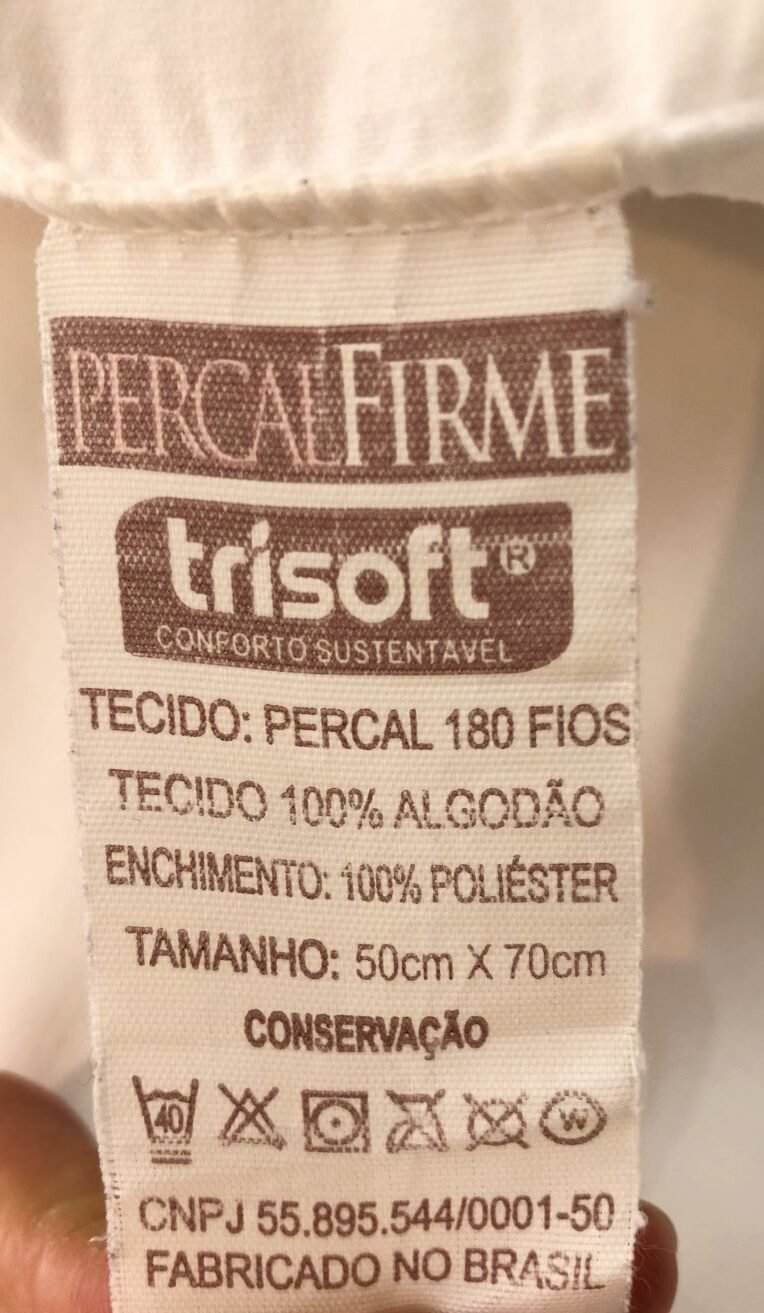 PERCALFIRME
trisoft®
CONFORTO SUSTENTÁVEL
TECIDO: PERCAL 180 FIOS
TECIDO 100% ALGODÃO
ENCHIMENTO: 100% POLIÉSTER
TAMANHO: 50cm X 70cm
CONSERVAÇÃO
40 W
CNPJ 55.895.544/0001-50
FABRICADO NO BRASIL